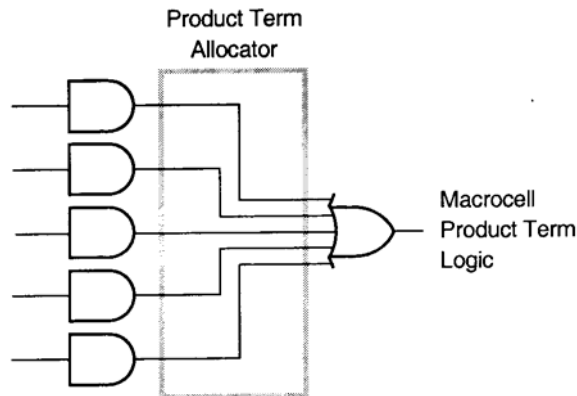 Product Term
Allocator
Macrocell
Product Term
Logic